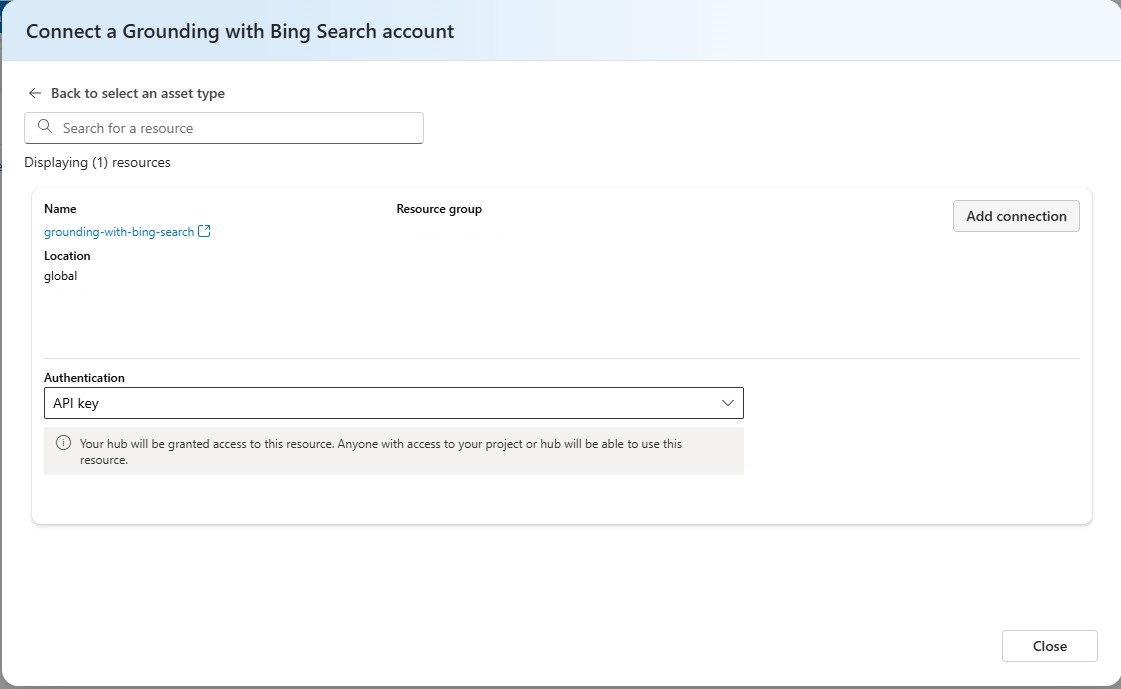 Connect a Grounding with Bing Search account
Back to select an asset type
Search for a resource
Displaying (1) resources
Name
Resource group
Add connection
grounding-with-bing-search
Location
global
Authentication
API key
Your hub will be granted access to this resource. Anyone with access to your project or hub will be able to use this
resource.
Close